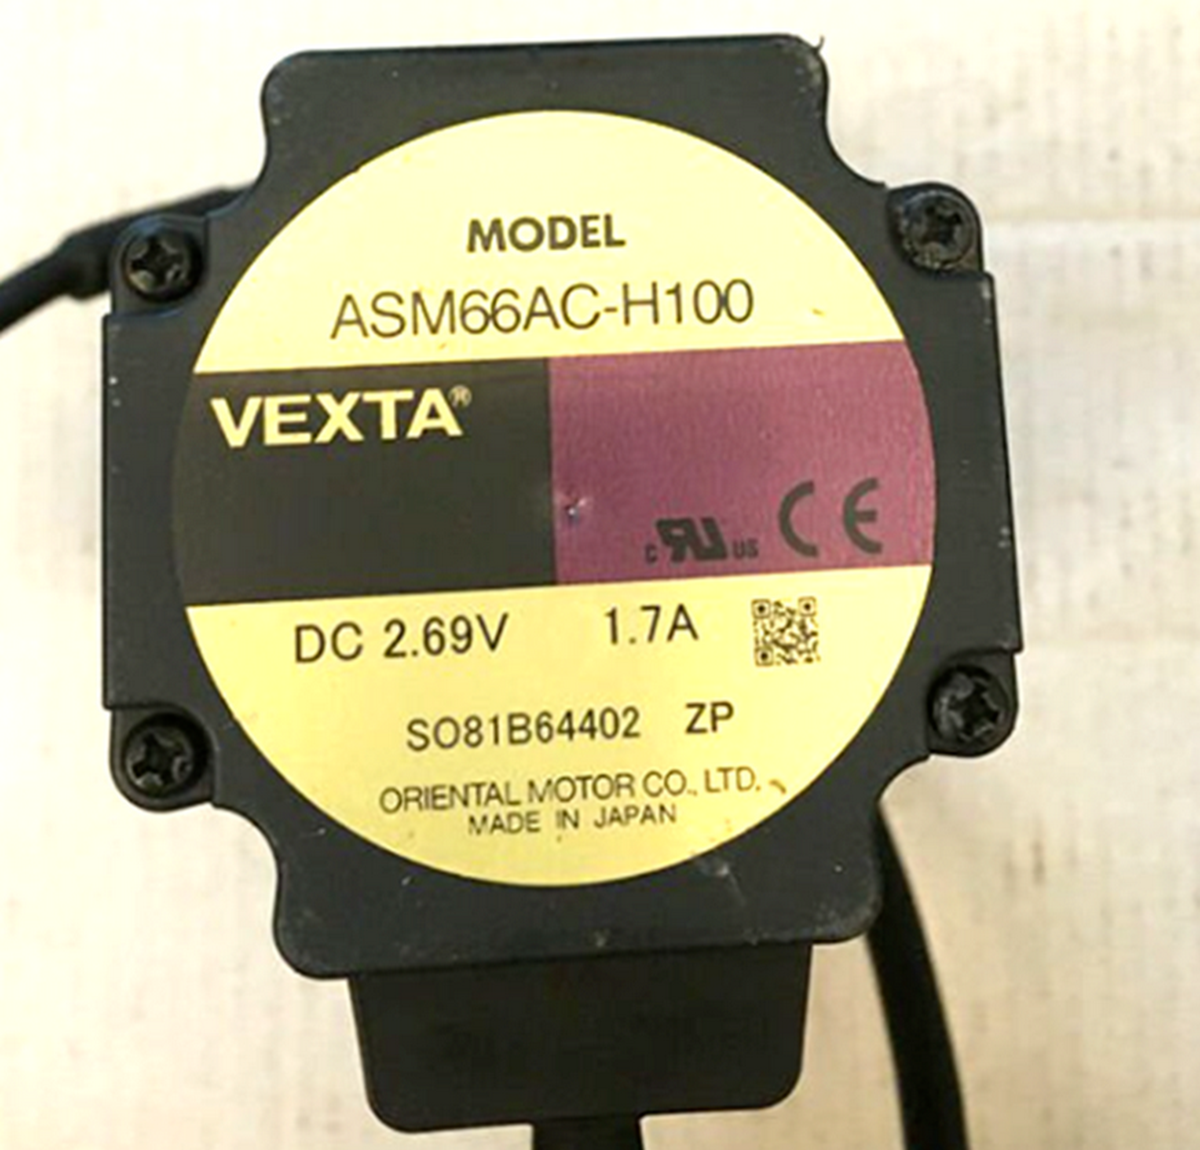 MODEL
ASM66AC-H100
VEXTA®
c RU US CE
DC 2.69V 1.7A
SO81B64402 ZP
ORIENTAL MOTOR CO., LTD.
MADE IN JAPAN